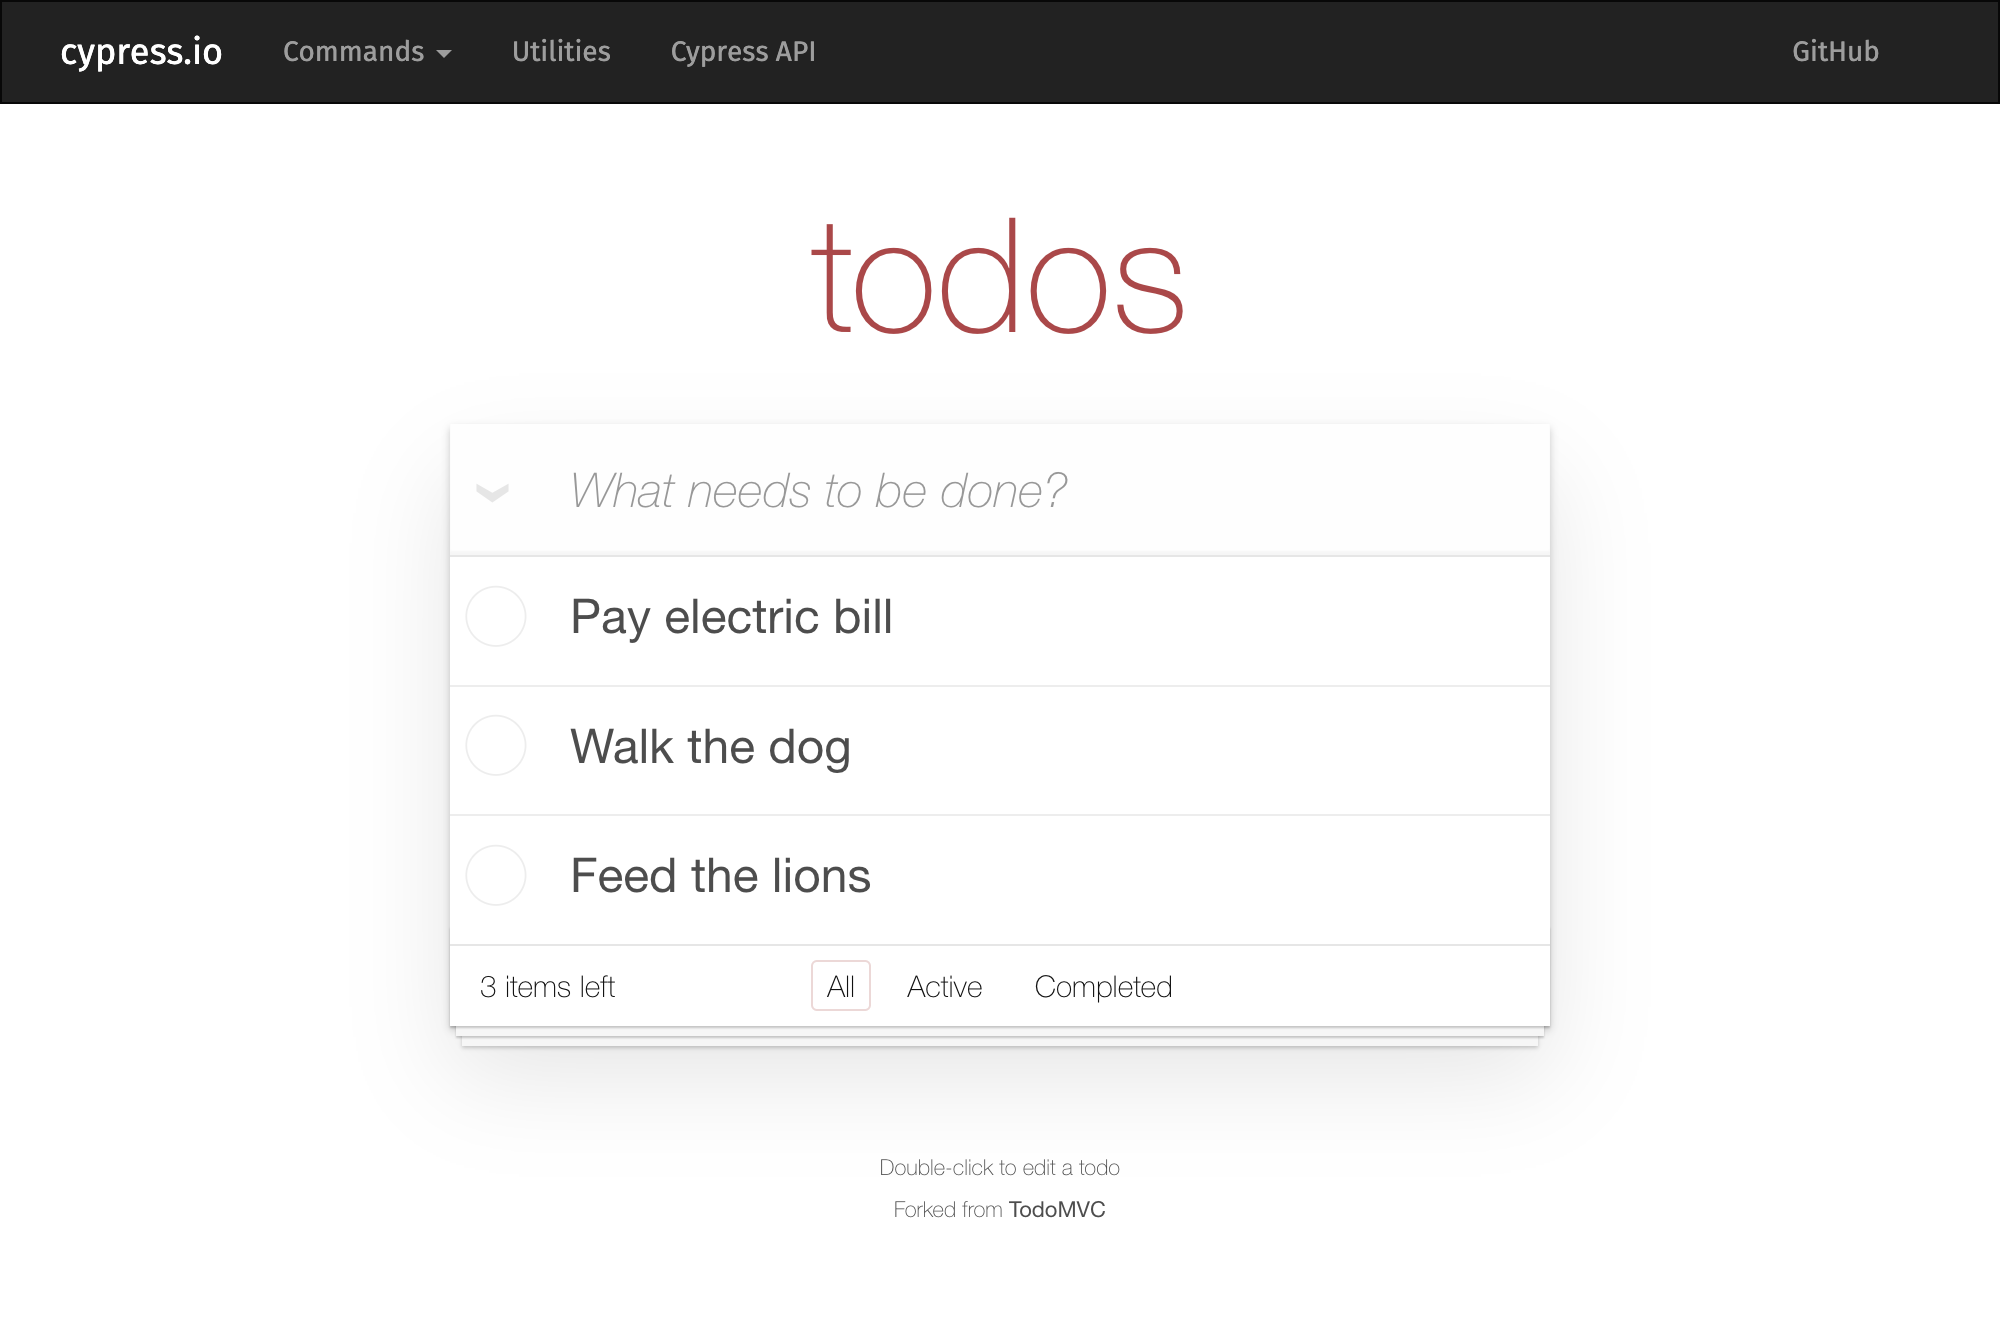 cypress.io Commands Utilities Cypress API GitHub
todos
What needs to be done?
Pay electric bill
Walk the dog
Feed the lions
3 items left All Active Completed
Double-click to edit a todo
Forked from TodoMVC